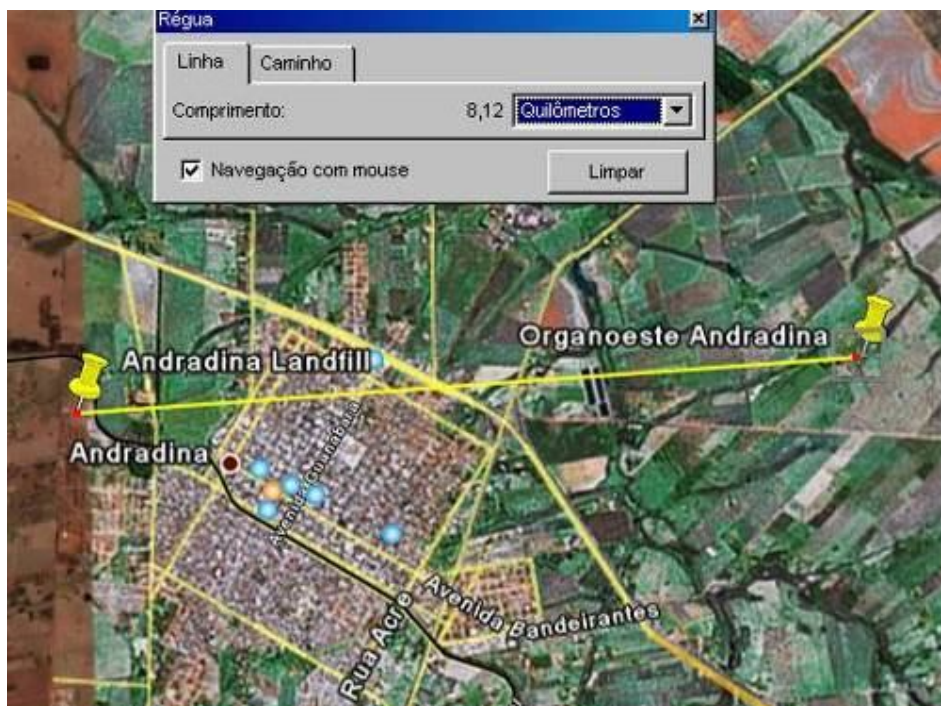 Régua
Linha Caminho
Comprimento: 8,12 Quilômetros
Navegação com mouse Limpar
Organoeste Andradina
Andradina Landfill
Avenida Guanabara
Andradina
Avenida Bandeirantes
Rua Acre